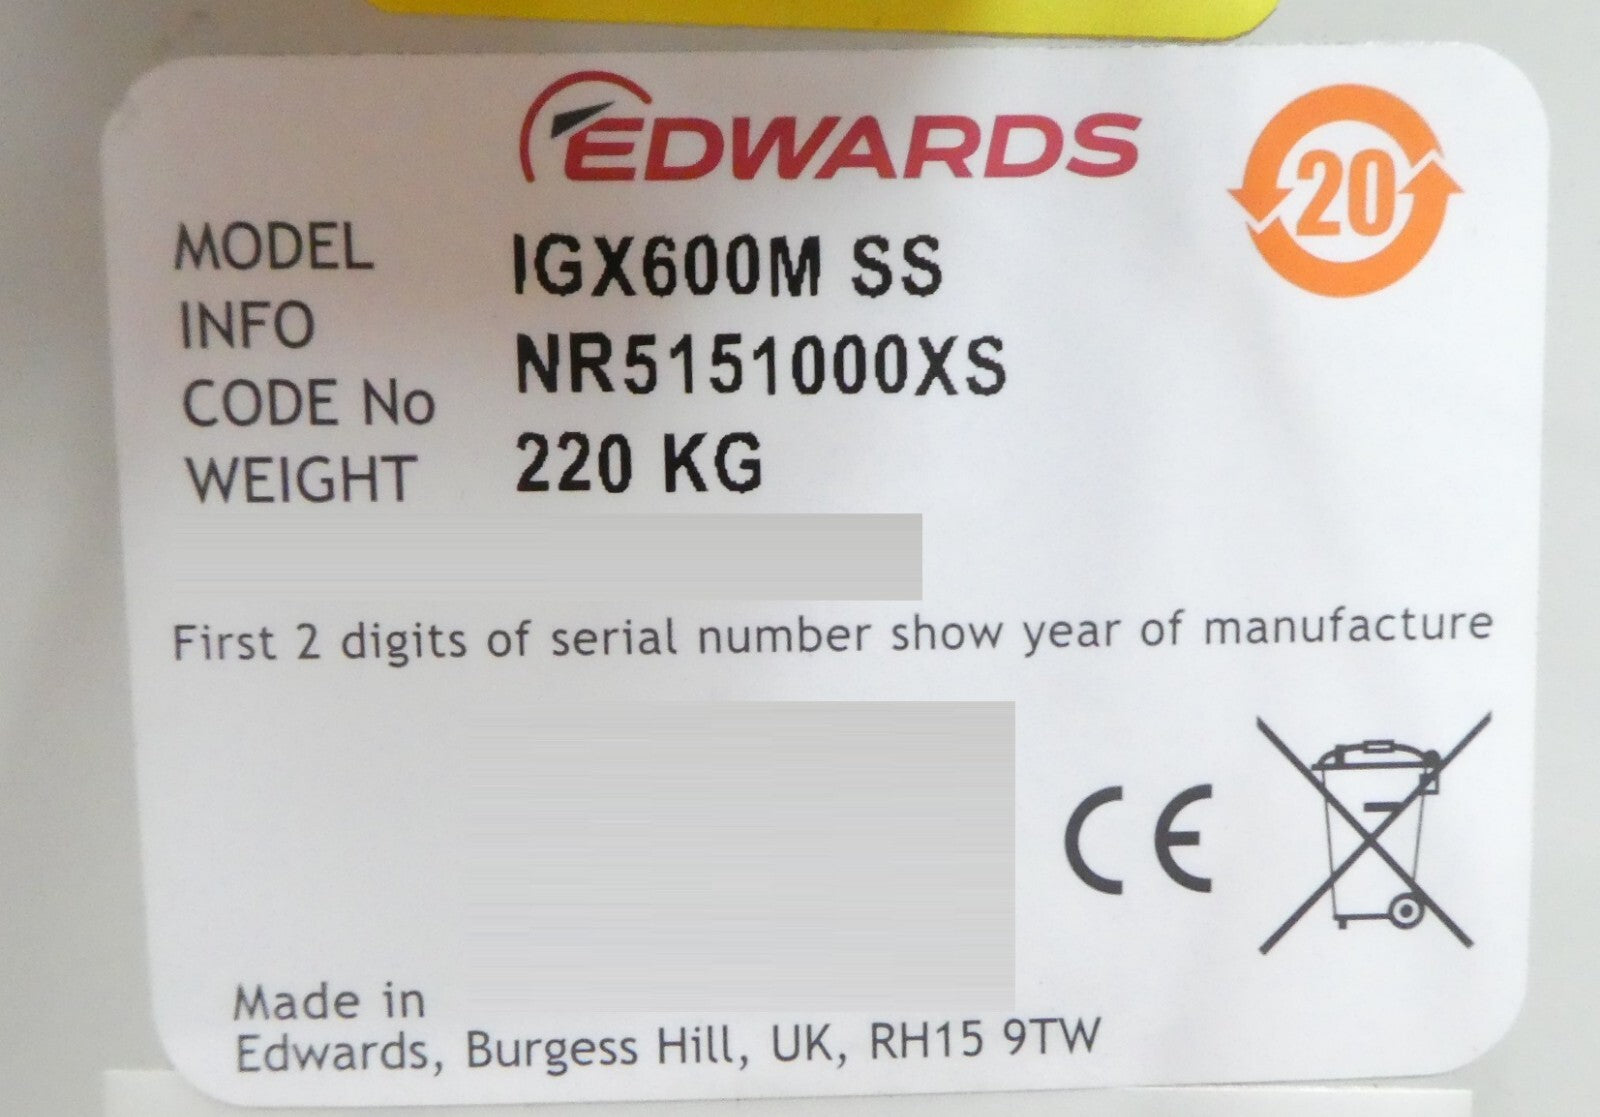 EDWARDS
20
MODEL IGX600M SS
INFO
NR5151000XS
CODE No
220 KG
WEIGHT
First 2 digits of serial number show year of manufacture
CE
Made in
Edwards, Burgess Hill, UK, RH15 9TW